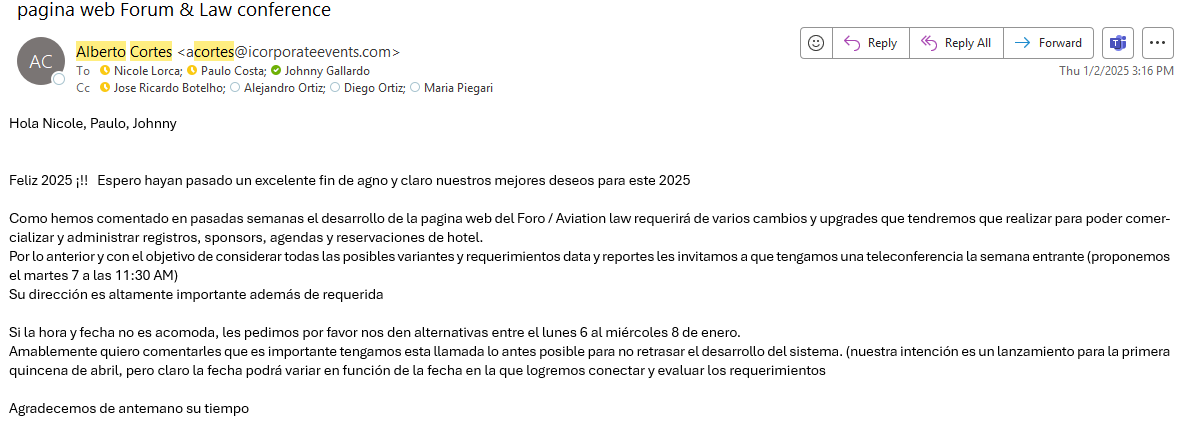 pagina web Forum & Law conference
AC
Alberto Cortes <acortes@icorporateevents.com>
Reply
Reply All
Forward
To Nicole Lorca; Paulo Costa; Johnny Gallardo
Thu 1/2/2025 3:16 PM
Cc Jose Ricardo Botelho; Alejandro Ortiz; Diego Ortiz; Maria Piegari
Hola Nicole, Paulo, Johnny
Feliz 2025 ¡!! Espero hayan pasado un excelente fin de agno y claro nuestros mejores deseos para este 2025
Como hemos comentado en pasadas semanas el desarrollo de la pagina web del Foro / Aviation law requerirá de varios cambios y upgrades que tendremos que realizar para poder comer-
cializar y administrar registros, sponsors, agendas y reservaciones de hotel.
Por lo anterior y con el objetivo de considerar todas las posibles variantes y requerimientos data y reportes les invitamos a que tengamos una teleconferencia la semana entrante (proponemos
el martes 7 a las 11:30 AM)
Su dirección es altamente importante además de requerida
Si la hora y fecha no es acomoda, les pedimos por favor nos den alternativas entre el lunes 6 al miércoles 8 de enero.
Amablemente quiero comentarles que es importante tengamos esta llamada lo antes posible para no retrasar el desarrollo del sistema. (nuestra intención es un lanzamiento para la primera
quincena de abril, pero claro la fecha podrá variar en función de la fecha en la que logremos conectar y evaluar los requerimientos
Agradecemos de antemano su tiempo